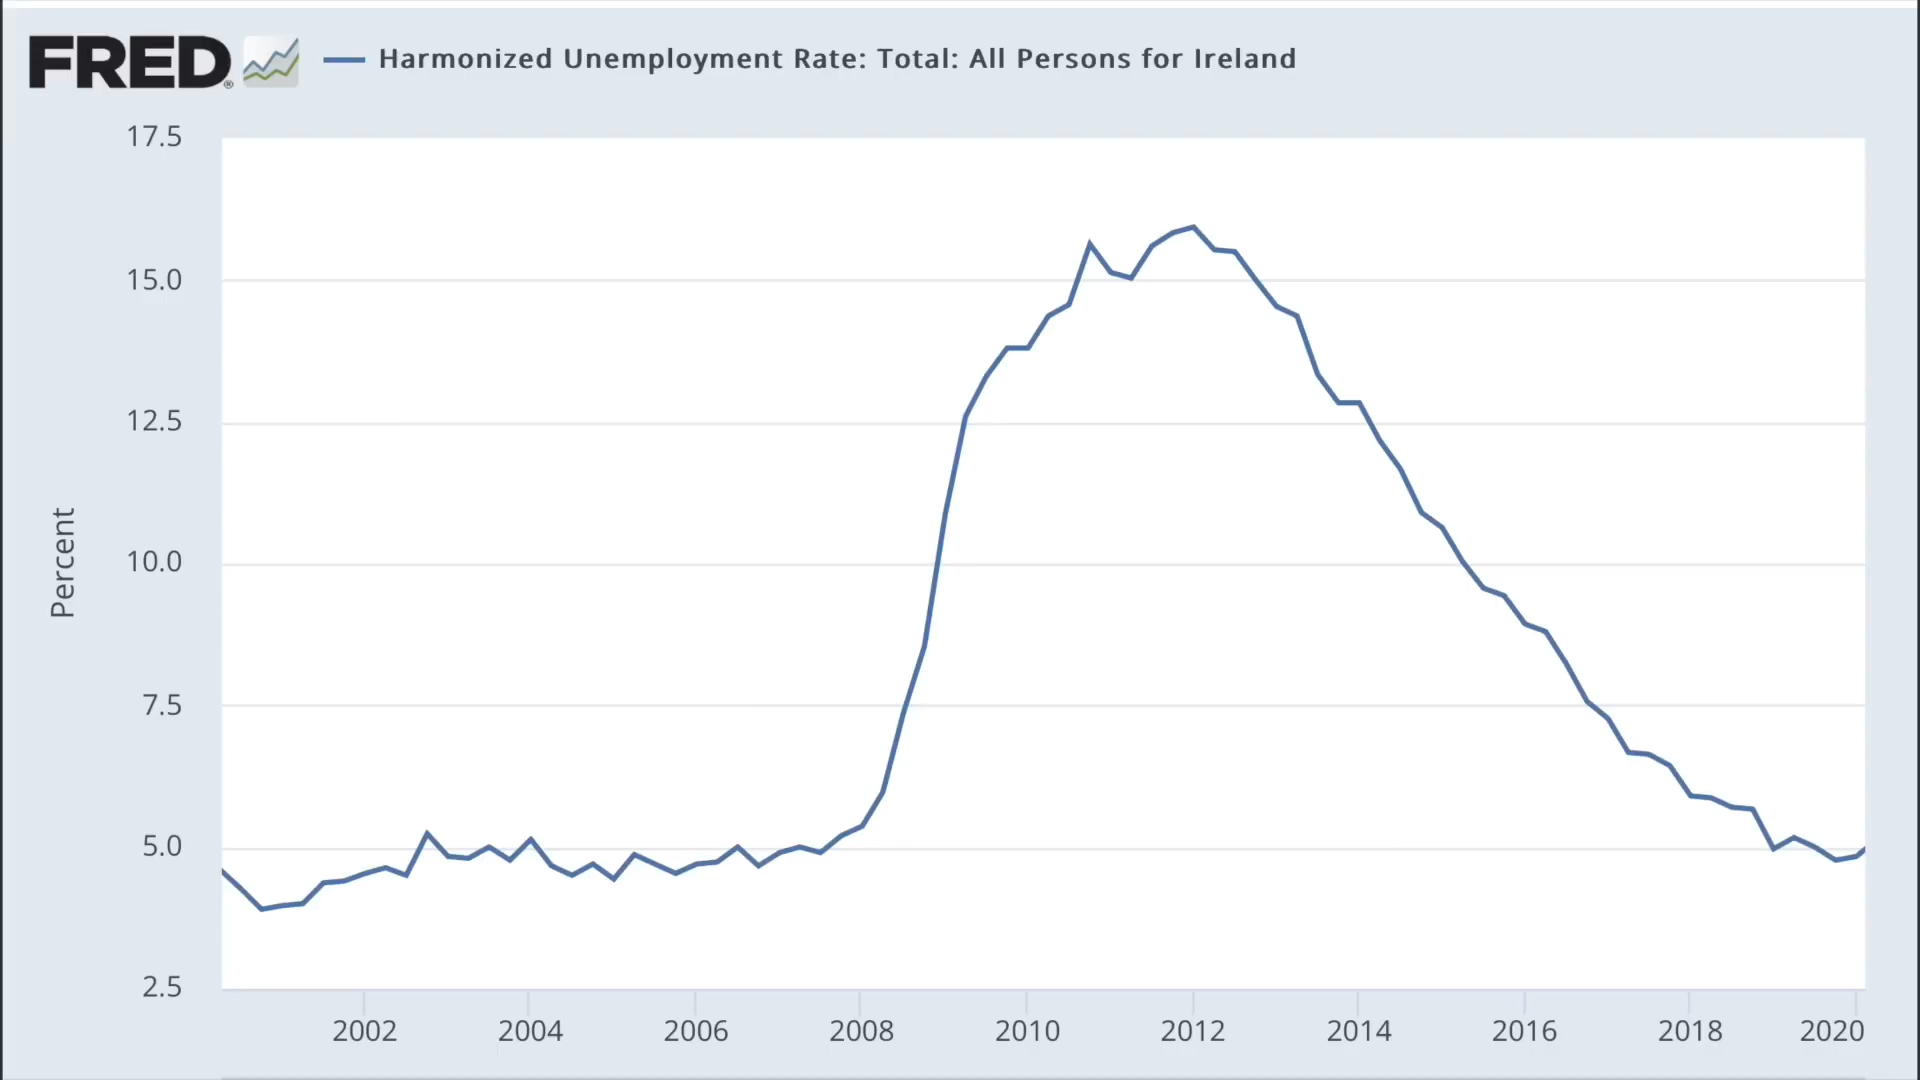 FRED® Harmonized Unemployment Rate: Total: All Persons for Ireland
17.5
15.0
12.5
10.0
7.5
5.0
2.5
Percent
2002 2004 2006 2008 2010 2012 2014 2016 2018 2020